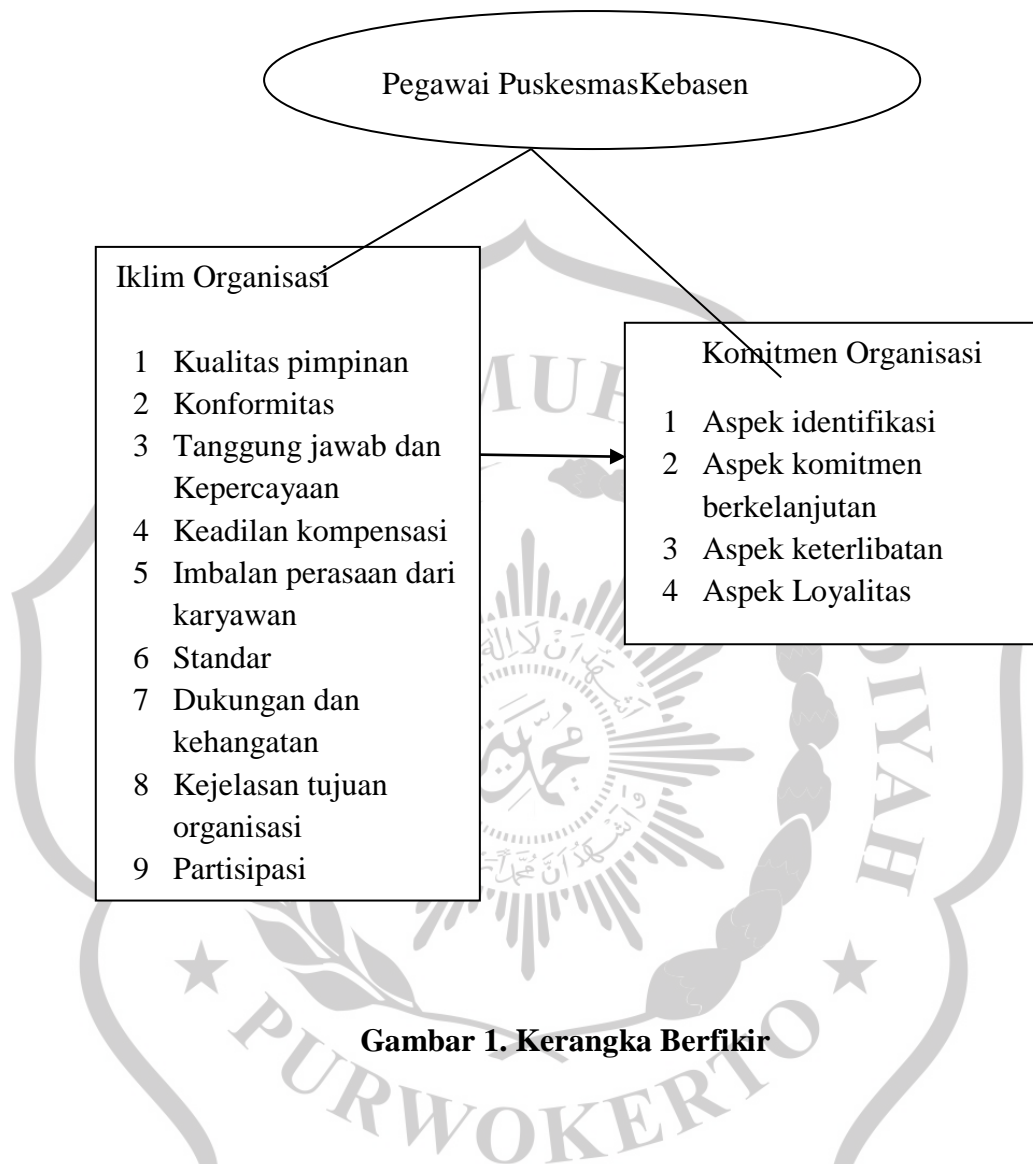 Pegawai PuskesmasKebasen
Iklim Organisasi
1 Kualitas pimpinan
2 Konformitas
3 Tanggung jawab dan
Kepercayaan
4 Keadilan kompensasi
5 Imbalan perasaan dari
karyawan
6 Standar
7 Dukungan dan
kehangatan
8 Kejelasan tujuan
organisasi
9 Partisipasi
Komitmen Organisasi
1 Aspek identifikasi
2 Aspek komitmen
berkelanjutan
3 Aspek keterlibatan
4 Aspek Loyalitas
Gambar 1. Kerangka Berfikir
PURWOKERTO